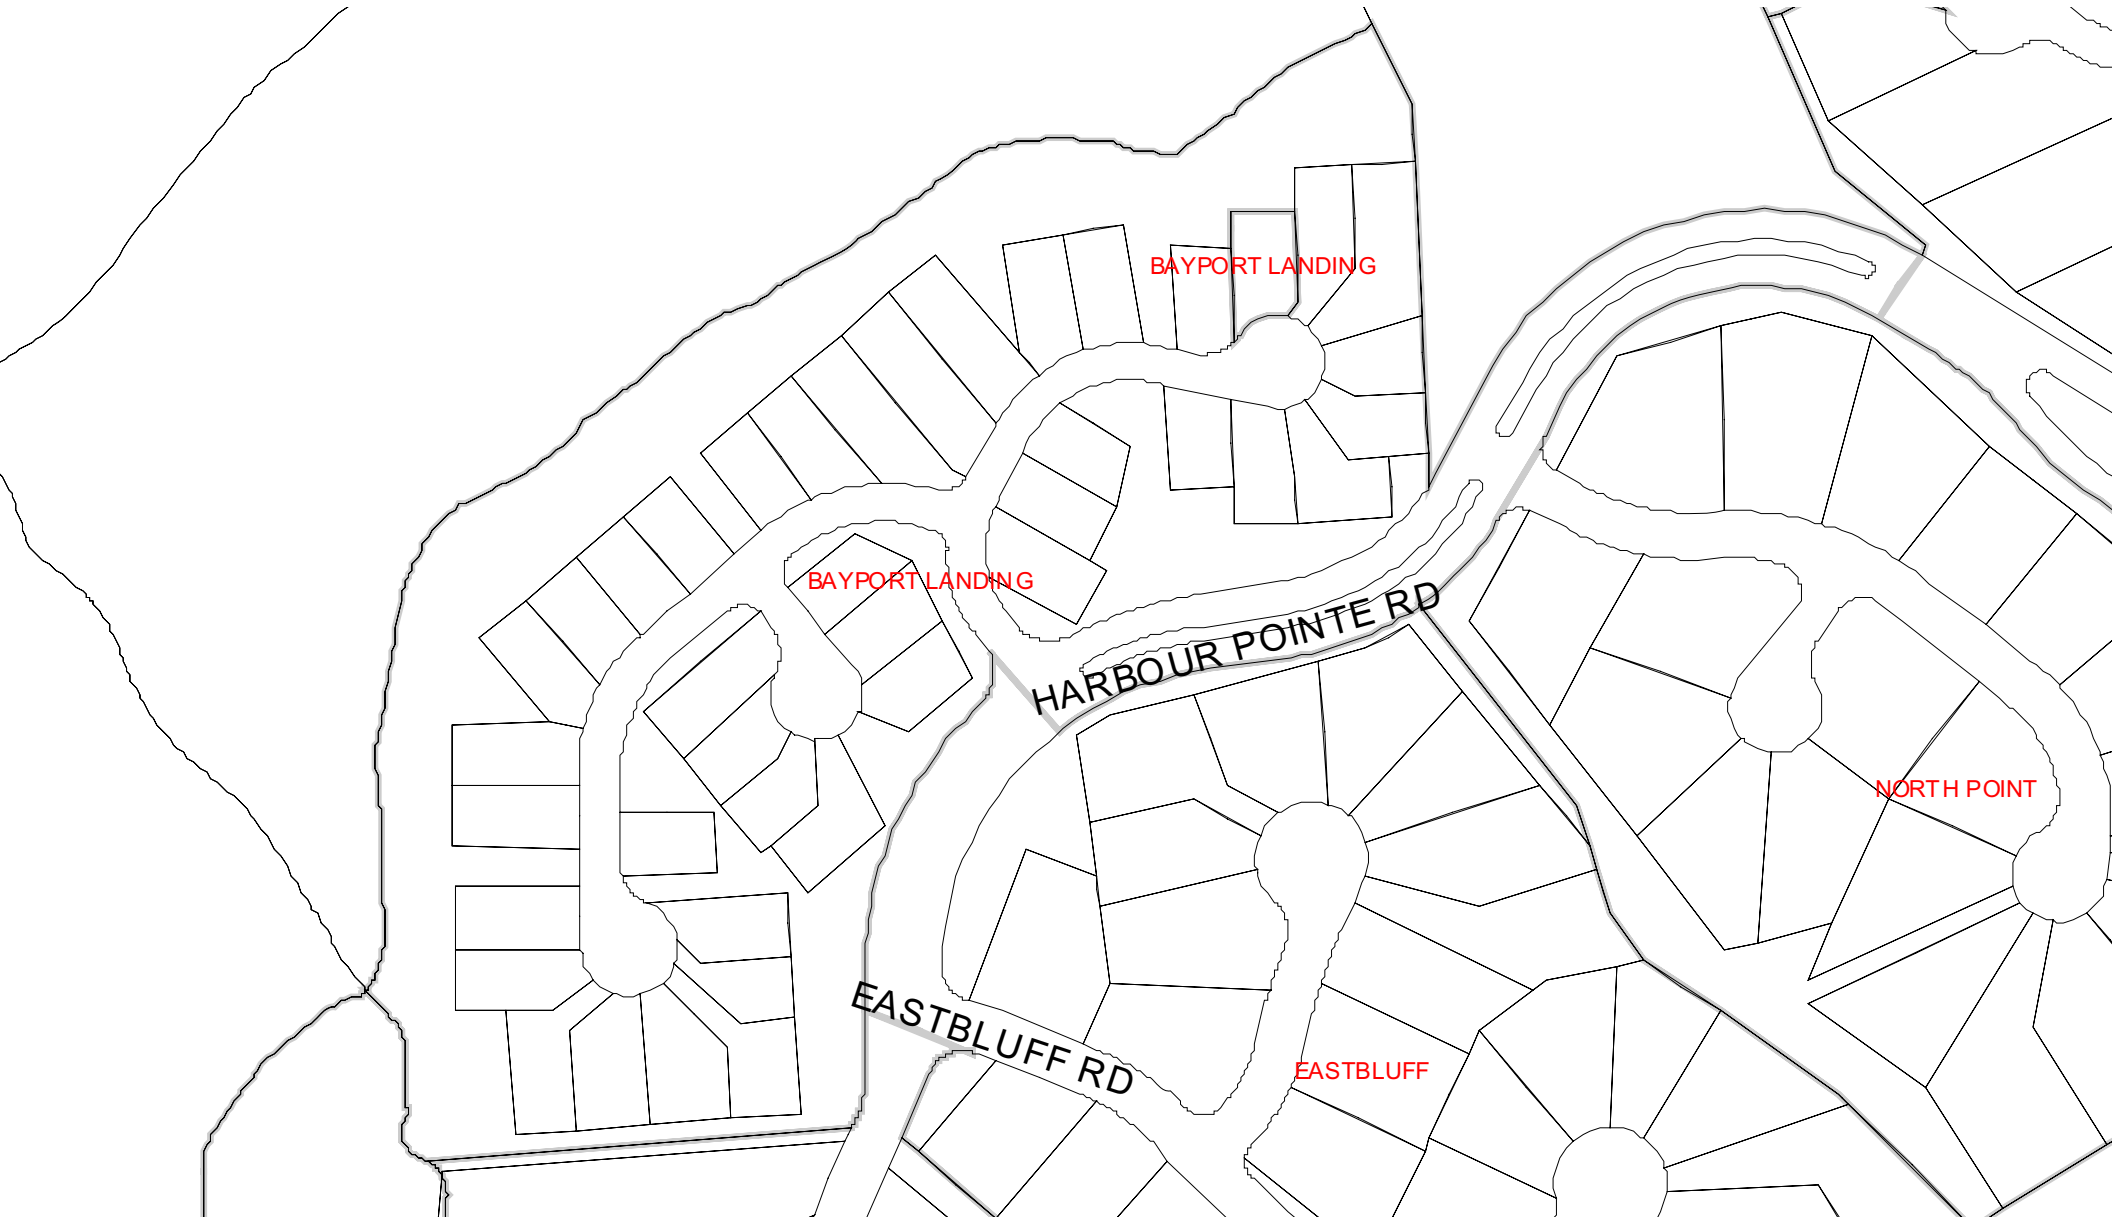 BAYPORT LANDING
BAYPORT LANDING
HARBOUR POINTE RD
NORTH POINT
EASTBLUFF RD
EASTBLUFF